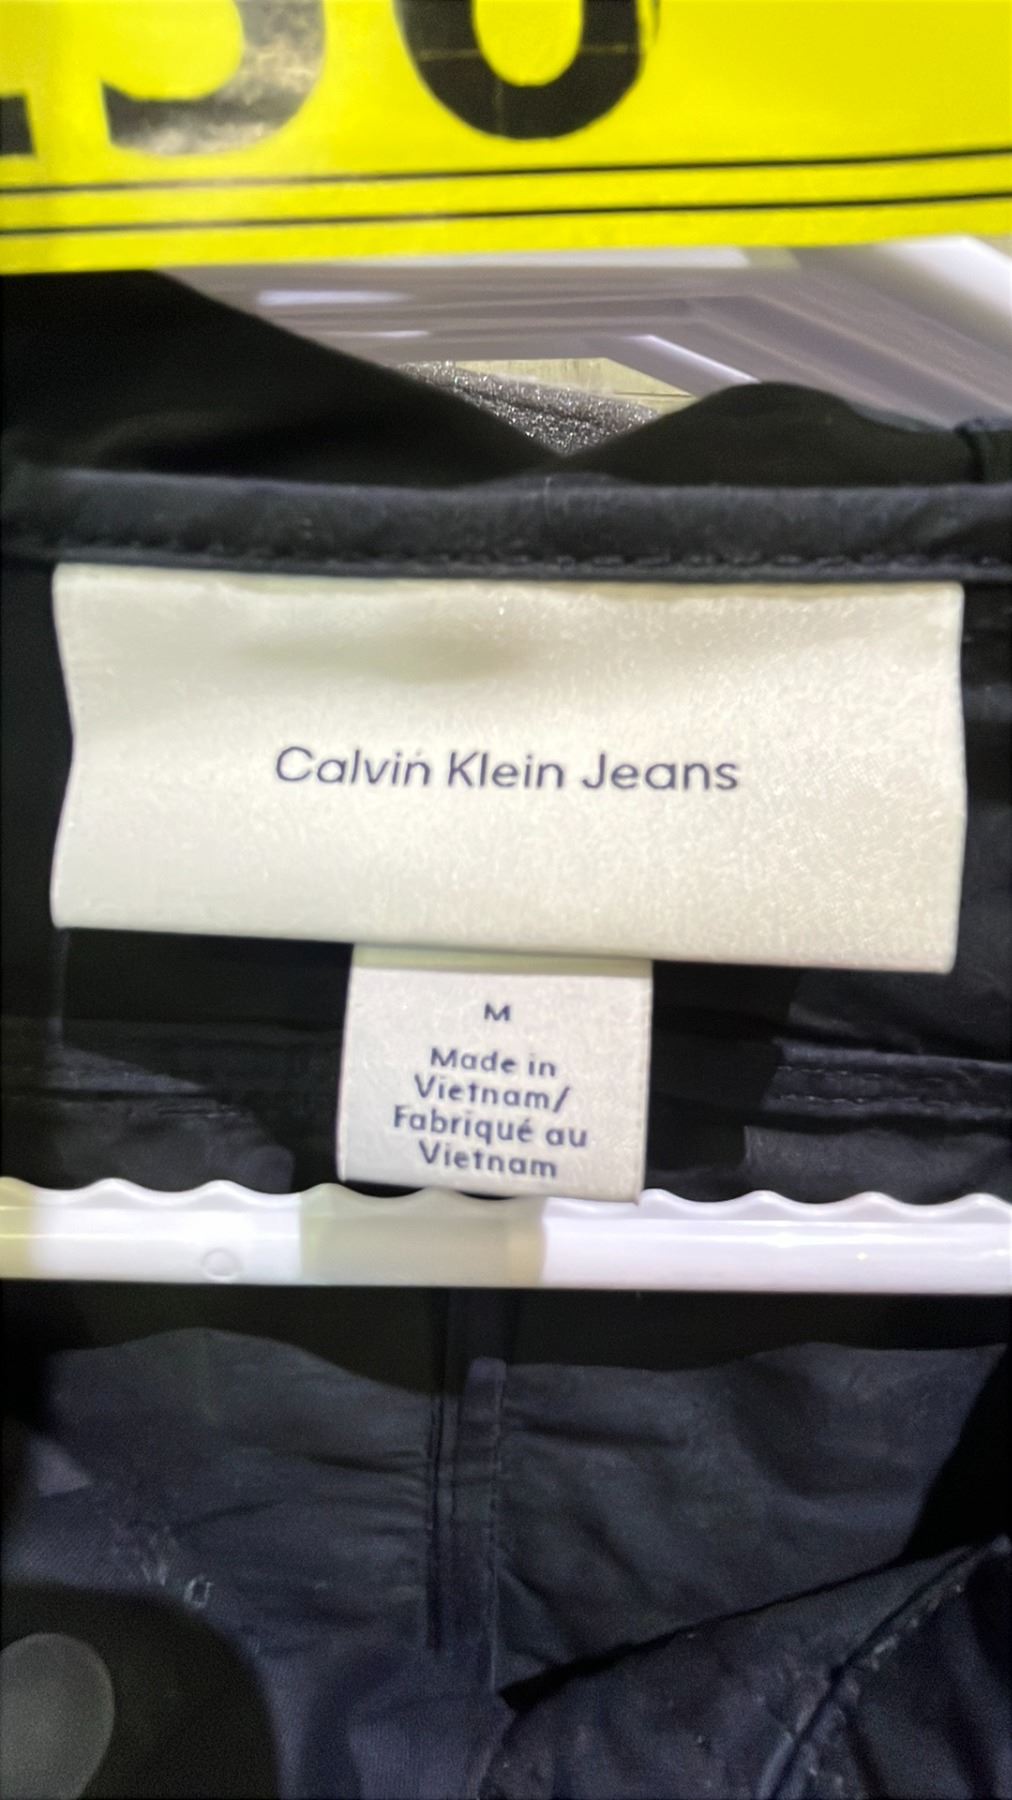 Calvin Klein Jeans
M
Made in
Vietnam/
Fabriqué au
Vietnam